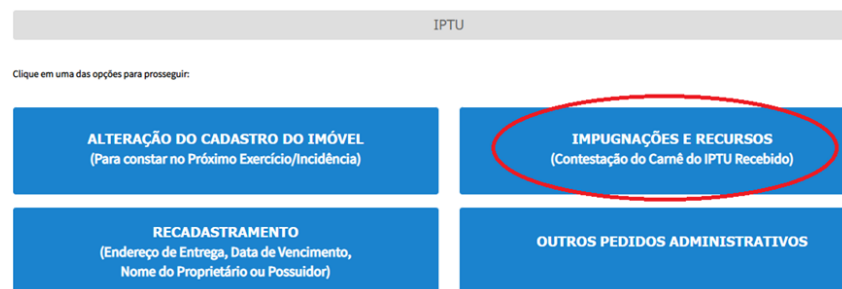 IPTU
Clique em uma das opções para prosseguir:
ALTERAÇÃO DO CADASTRO DO IMÓVEL
(Para constar no Próximo Exercício/Incidência)
IMPUGNAÇÕES E RECURSOS
(Contestação do Carnê do IPTU Recebido)
RECADASTRAMENTO
(Endereço de Entrega, Data de Vencimento,
Nome do Proprietário ou Possuidor)
OUTROS PEDIDOS ADMINISTRATIVOS